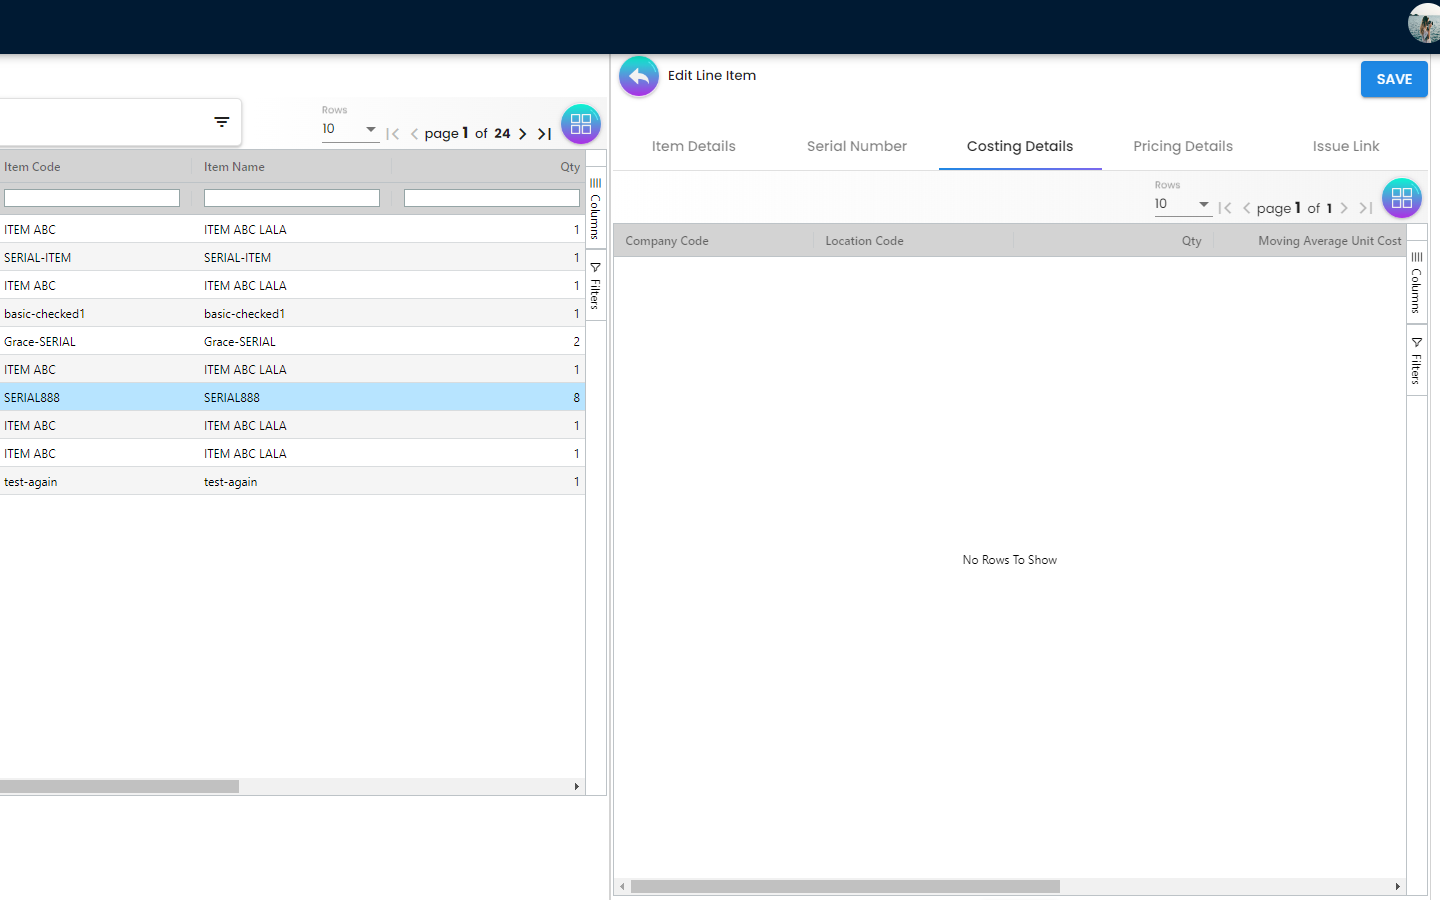 Edit Line Item
SAVE
Rows
10
page 1 of 24
Item Details
Serial Number
Costing Details
Pricing Details
Issue Link
Item Code
Item Name
Qty
ITEM ABC
ITEM ABC LALA
1
SERIAL-ITEM
SERIAL-ITEM
1
ITEM ABC
ITEM ABC LALA
1
basic-checked1
basic-checked1
1
Grace-SERIAL
Grace-SERIAL
2
ITEM ABC
ITEM ABC LALA
1
SERIAL888
SERIAL888
8
ITEM ABC
ITEM ABC LALA
1
ITEM ABC
ITEM ABC LALA
1
test-again
test-again
1
Columns
Filters
Rows
10
page 1 of 1
Company Code
Location Code
Qty
Moving Average Unit Cost
No Rows To Show
Columns
Filters